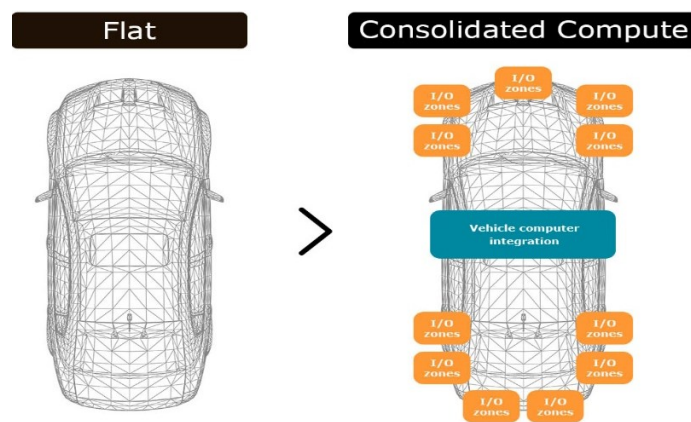 Flat
Consolidated Compute
I/O
zones
I/O
zones
I/O
zones
I/O
zones
I/O
zones
Vehicle computer
integration
I/O
zones
I/O
zones
I/O
zones
I/O
zones
I/O
zones
I/O
zones